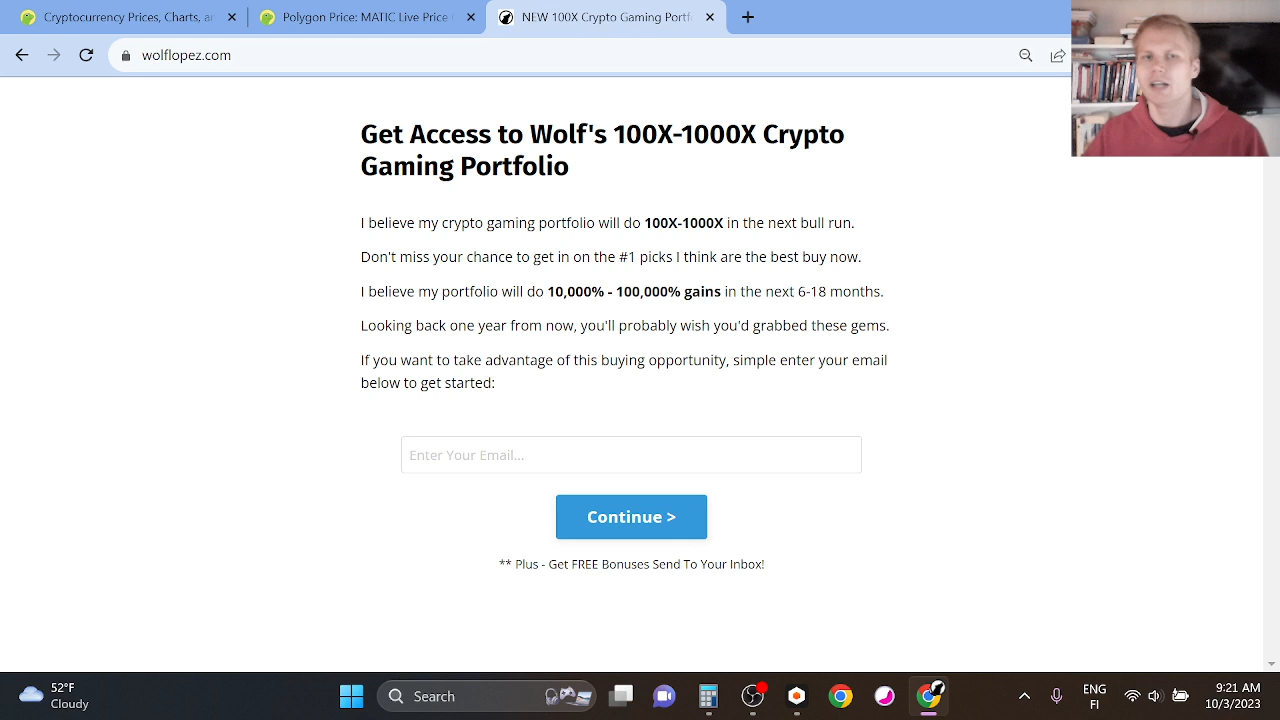 Cryptocurrency Prices, Charts, ar
Polygon Price: MATIC Live Price C
NEW 100X Crypto Gaming Portfo
wolflopez.com
Get Access to Wolf's 100X-1000X Crypto
Gaming Portfolio
I believe my crypto gaming portfolio will do 100X-1000X in the next bull run.
Don't miss your chance to get in on the #1 picks I think are the best buy now.
I believe my portfolio will do 10,000% - 100,000% gains in the next 6-18 months.
Looking back one year from now, you'll probably wish you'd grabbed these gems.
If you want to take advantage of this buying opportunity, simple enter your email
below to get started:
Enter Your Email...
Continue >
** Plus - Get FREE Bonuses Send To Your Inbox!
52°F
Cloudy
Search
ENG
FI
9:21 AM
10/3/2023